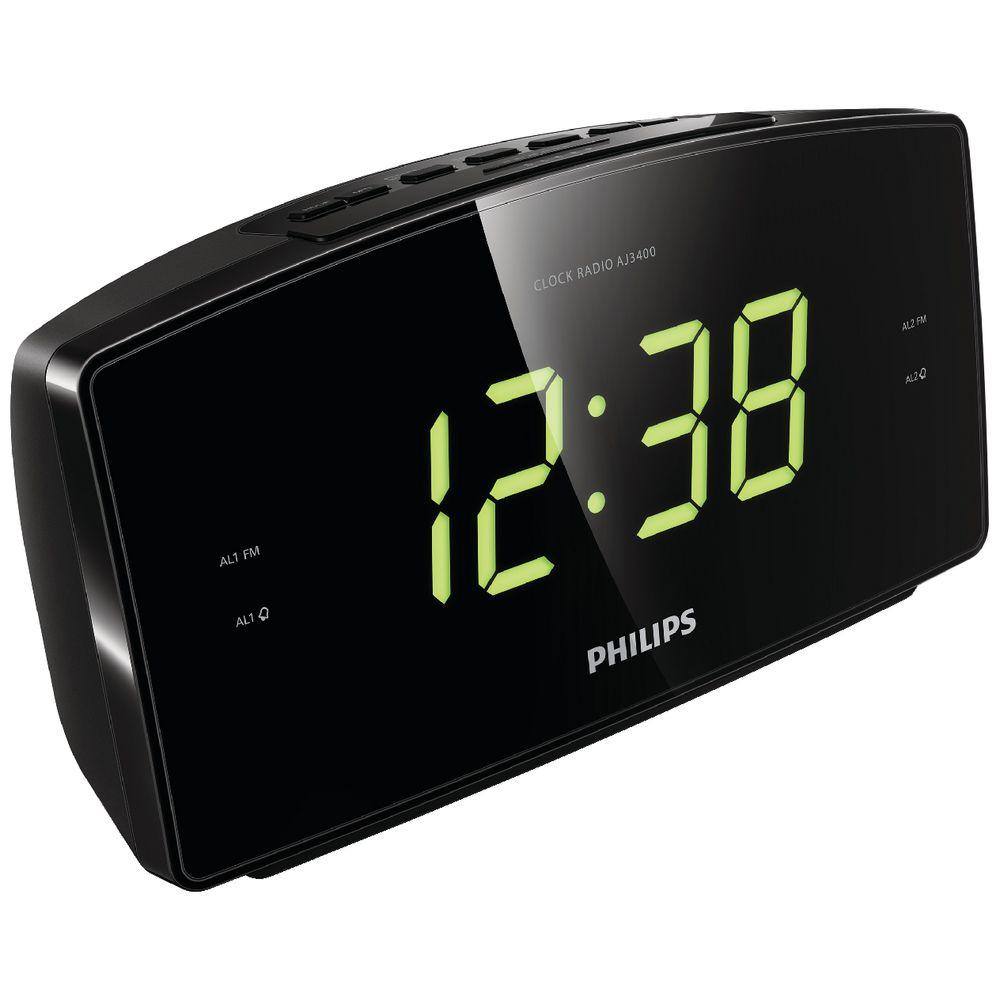 CLOCK RADIO AJ3400
12:38
AL1 FM
AL1
AL2 FM
AL2
PHILIPS